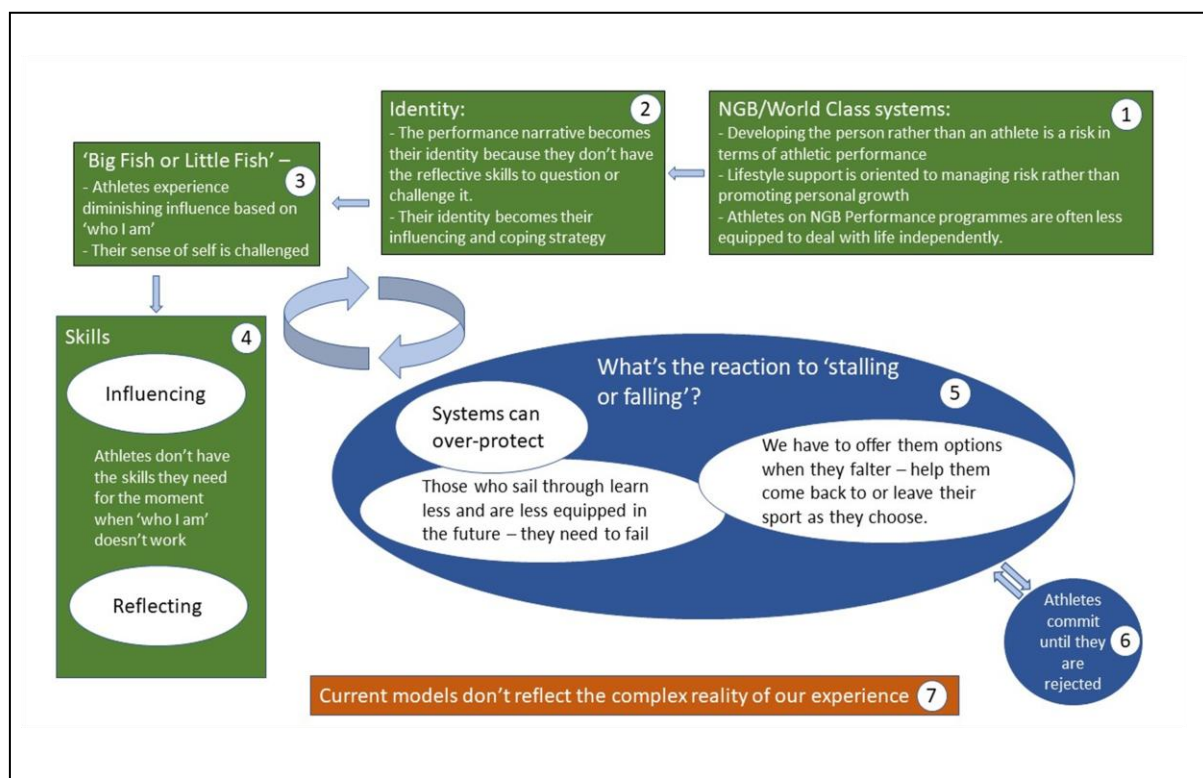 NGB/World Class systems:
1
- Developing the person rather than an athlete is a risk in
terms of athletic performance
- Lifestyle support is oriented to managing risk rather than
promoting personal growth
- Athletes on NGB Performance programmes are often less
equipped to deal with life independently.
Identity:
2
- The performance narrative becomes
their identity because they don’t have
the reflective skills to question or
challenge it.
- Their identity becomes their
influencing and coping strategy
‘Big Fish or Little Fish’ –
3
- Athletes experience
diminishing influence based on
‘who I am’
- Their sense of self is challenged
Skills
4
Influencing
Athletes don’t have
the skills they need
for the moment
when ‘who I am’
doesn’t work
Reflecting
What’s the reaction to ‘stalling
or falling’?
5
Systems can
over-protect
Those who sail through learn
less and are less equipped in
the future – they need to fail
We have to offer them options
when they falter – help them
come back to or leave their
sport as they choose.
Athletes
commit
until they
are
rejected
6
Current models don’t reflect the complex reality of our experience
7